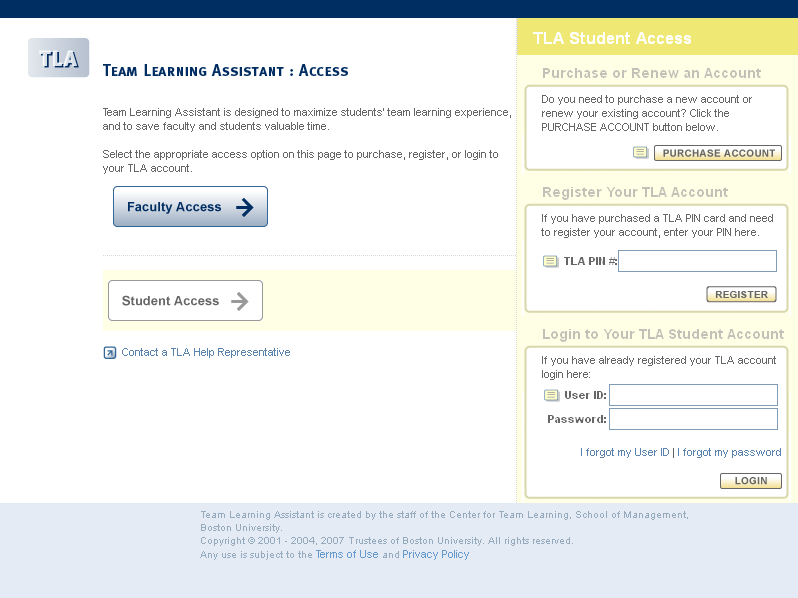 TLA
TEAM LEARNING ASSISTANT : ACCESS
Team Learning Assistant is designed to maximize students' team learning experience,
and to save faculty and students valuable time.
Select the appropriate access option on this page to purchase, register, or login to
your TLA account.
Faculty Access
Student Access
Contact a TLA Help Representative
TLA Student Access
Purchase or Renew an Account
Do you need to purchase a new account or
renew your existing account? Click the
PURCHASE ACCOUNT button below.
PURCHASE ACCOUNT
Register Your TLA Account
If you have purchased a TLA PIN card and need
to register your account, enter your PIN here.
TLA PIN #:
REGISTER
Login to Your TLA Student Account
If you have already registered your TLA account
login here:
User ID:
Password:
I forgot my User ID | I forgot my password
LOGIN
Team Learning Assistant is created by the staff of the Center for Team Learning, School of Management,
Boston University.
Copyright © 2001 - 2004, 2007 Trustees of Boston University. All rights reserved.
Any use is subject to the Terms of Use and Privacy Policy